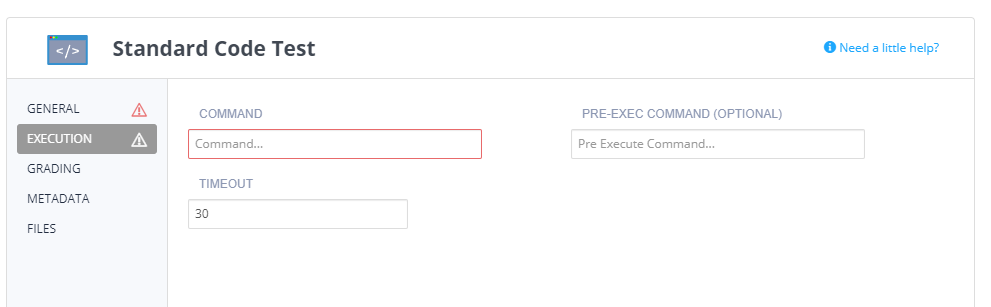 </>
Standard Code Test
Need a little help?
GENERAL
EXECUTION
GRADING
METADATA
FILES
COMMAND
Command...
PRE-EXEC COMMAND (OPTIONAL)
Pre Execute Command...
TIMEOUT
30